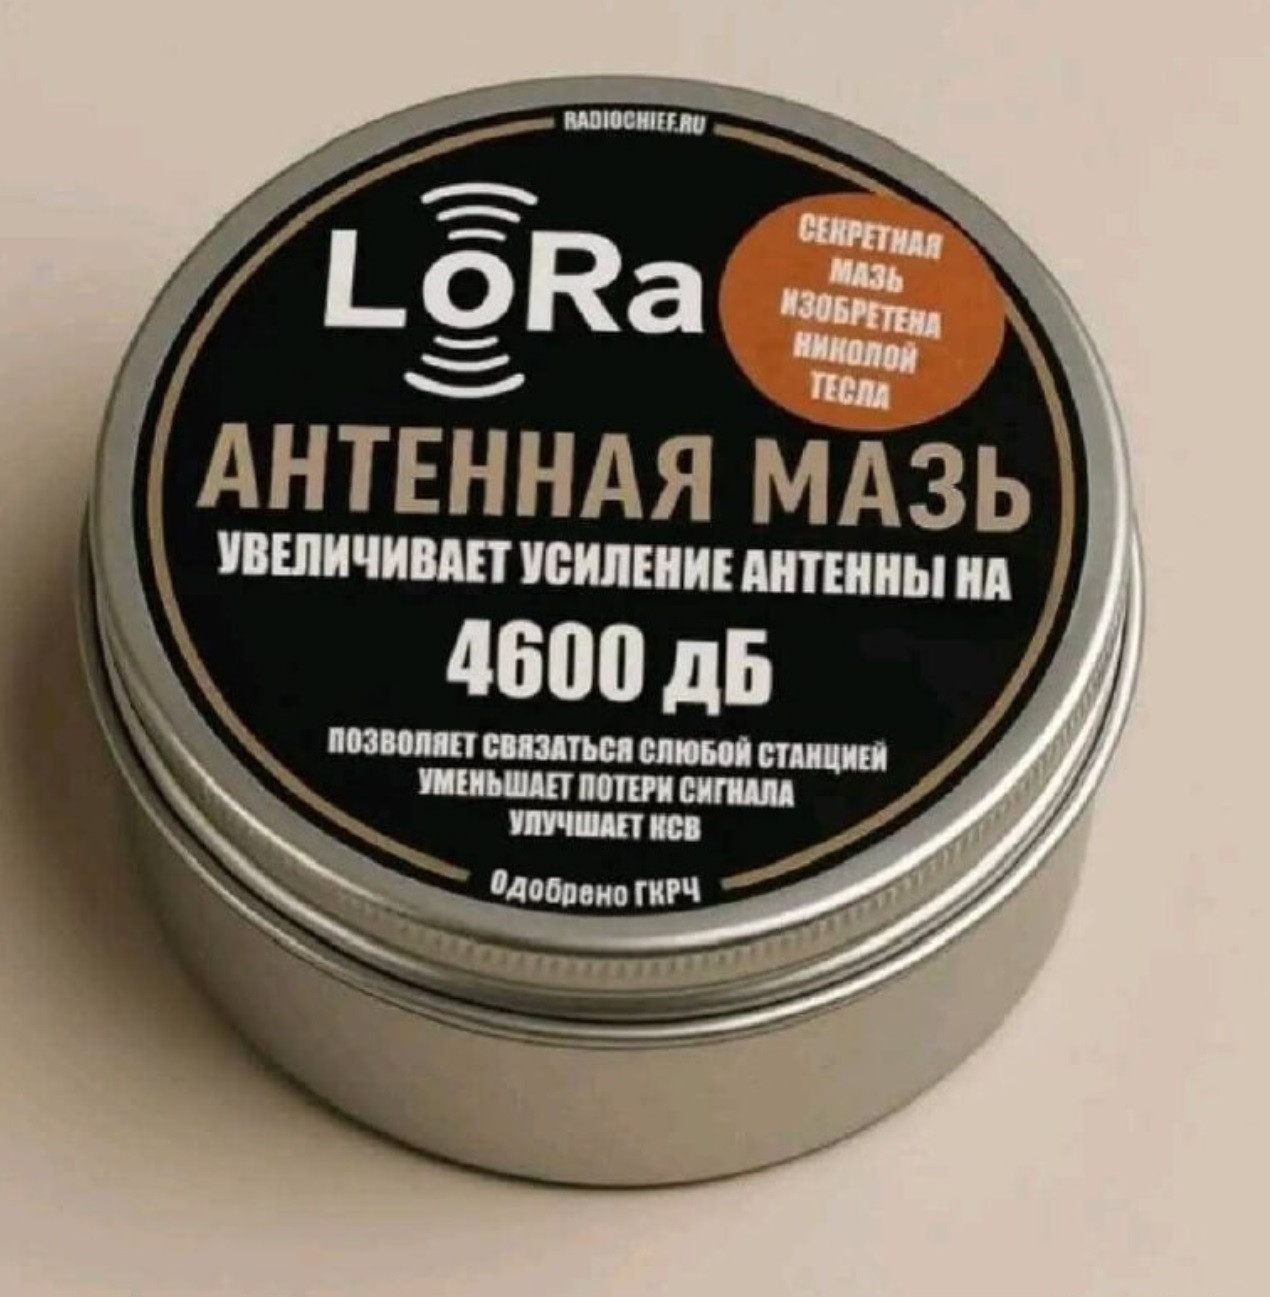 RADIOCHIEF.RU
LoRa
СЕКРЕТНАЯ
МАЗЬ
ИЗОБРЕТЕНА
НИКОЛОЙ
ТЕСЛА
АНТЕННАЯ МАЗЬ
УВЕЛИЧИВАЕТ УСИЛЕНИЕ АНТЕННЫ НА
4600 дБ
ПОЗВОЛЯЕТ СВЯЗАТЬСЯ СЛЮБОЙ СТАНЦИЕЙ
УМЕНЬШАЕТ ПОТЕРИ СИГНАЛА
УЛУЧШАЕТ КСВ
Одобрено ГКРЧ